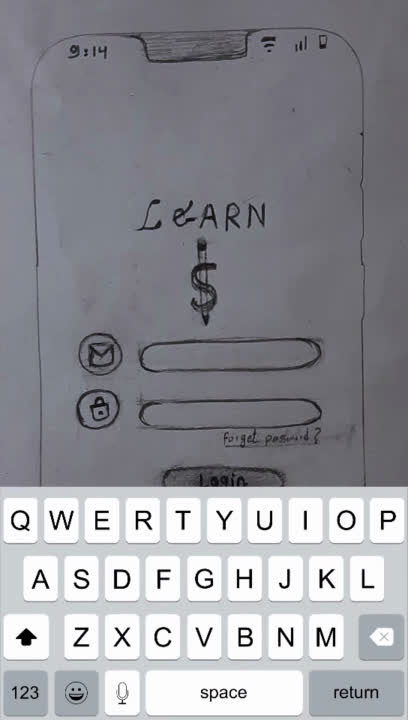 9:14
LeARN
$
Forget password?
Login
Q W E R T Y U I O P
A S D F G H J K L
Z X C V B N M
123 space return